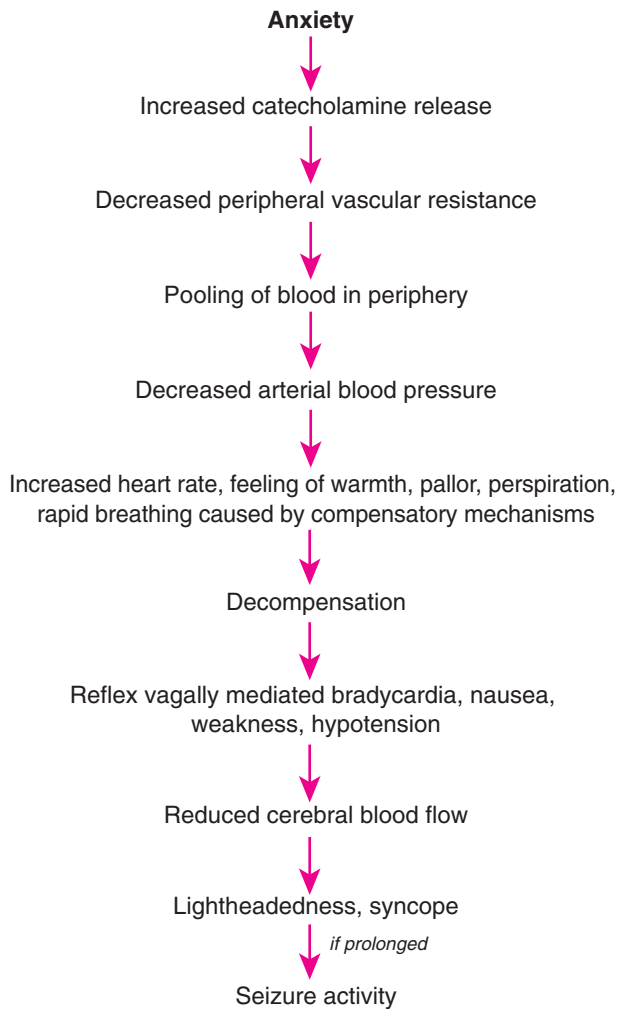 Anxiety
Increased catecholamine release
Decreased peripheral vascular resistance
Pooling of blood in periphery
Decreased arterial blood pressure
Increased heart rate, feeling of warmth, pallor, perspiration,
rapid breathing caused by compensatory mechanisms
Decompensation
Reflex vagally mediated bradycardia, nausea,
weakness, hypotension
Reduced cerebral blood flow
Lightheadedness, syncope
if prolonged
Seizure activity